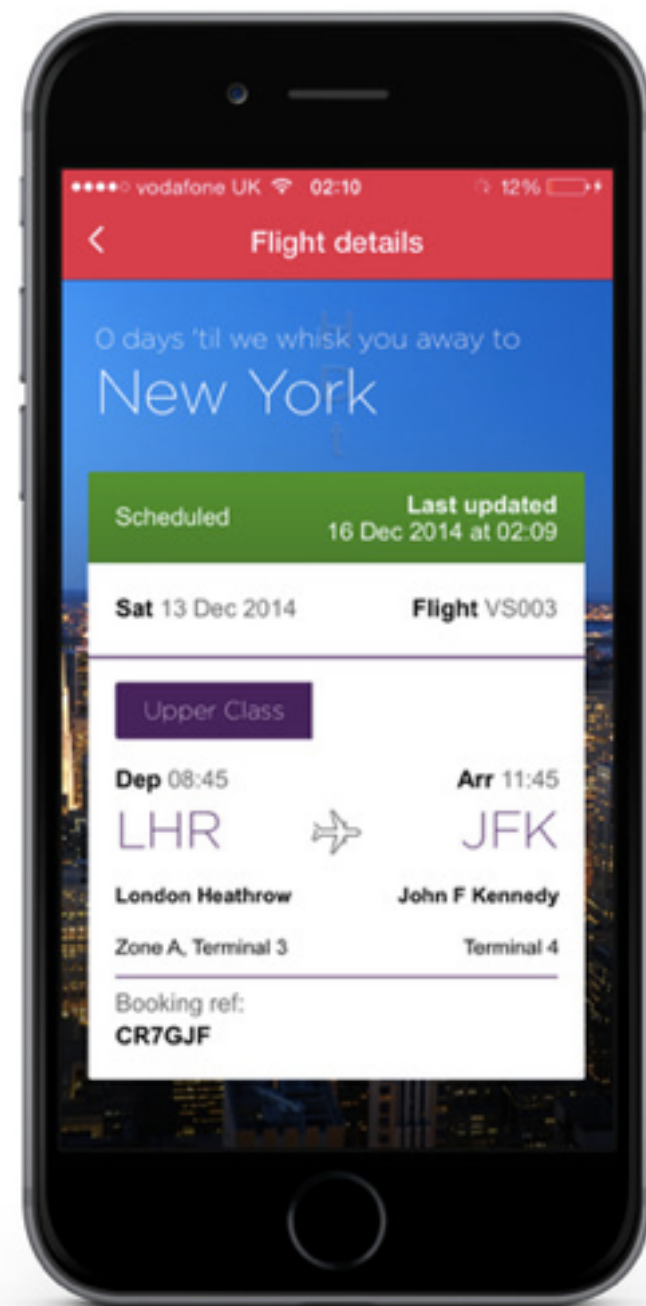 vodafone UK 02:10 12%
Flight details
0 days 'til we whisk you away to
New York
Scheduled
Last updated
16 Dec 2014 at 02:09
Sat 13 Dec 2014 Flight VS003
Upper Class
Dep 08:45 Arr 11:45
LHR JFK
London Heathrow John F Kennedy
Zone A, Terminal 3 Terminal 4
Booking ref:
CR7GJF